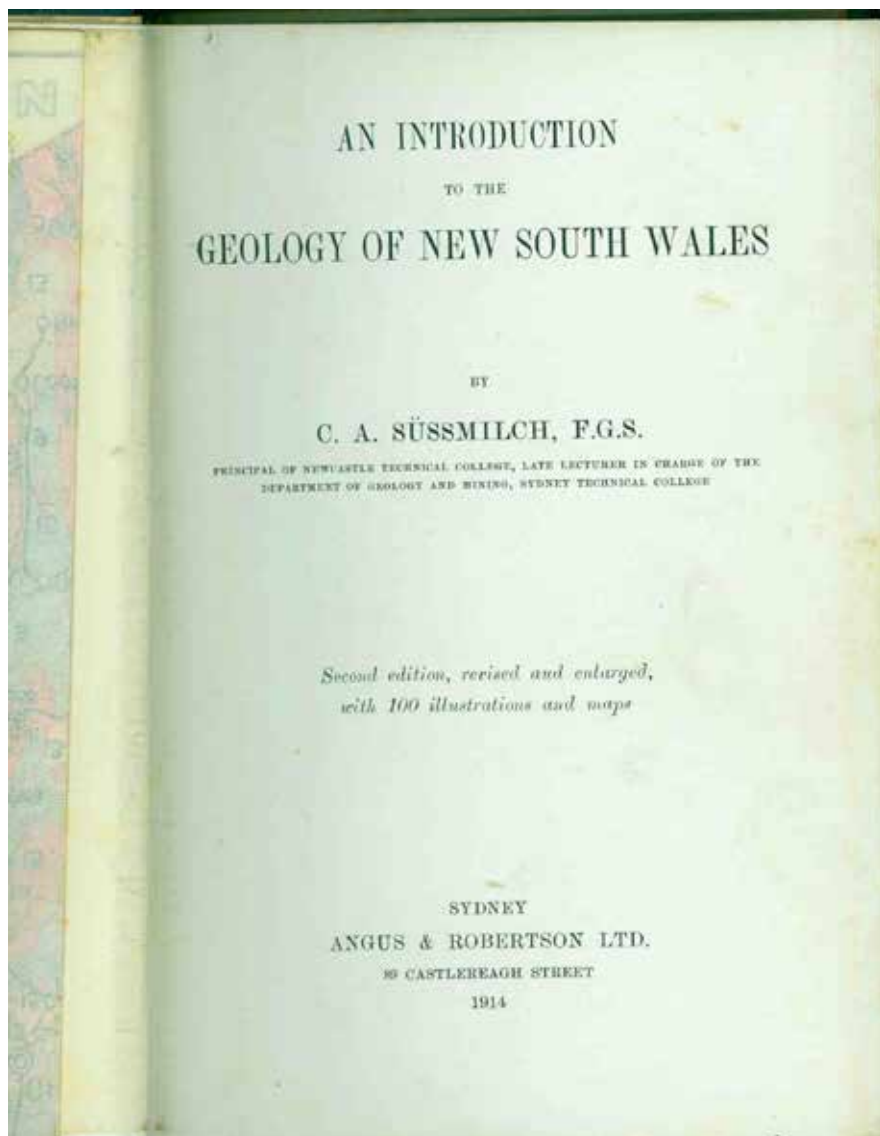 AN INTRODUCTION
TO THE
GEOLOGY OF NEW SOUTH WALES
BY
C. A. SÜSSMILCH, F.G.S.
PRINCIPAL OF NEWCASTLE TECHNICAL COLLEGE, LATE LECTURER IN CHARGE OF THE
DEPARTMENT OF GEOLOGY AND MINING, SYDNEY TECHNICAL COLLEGE
Second edition, revised and enlarged,
with 100 illustrations and maps
SYDNEY
ANGUS & ROBERTSON LTD.
89 CASTLEREAGH STREET
1914